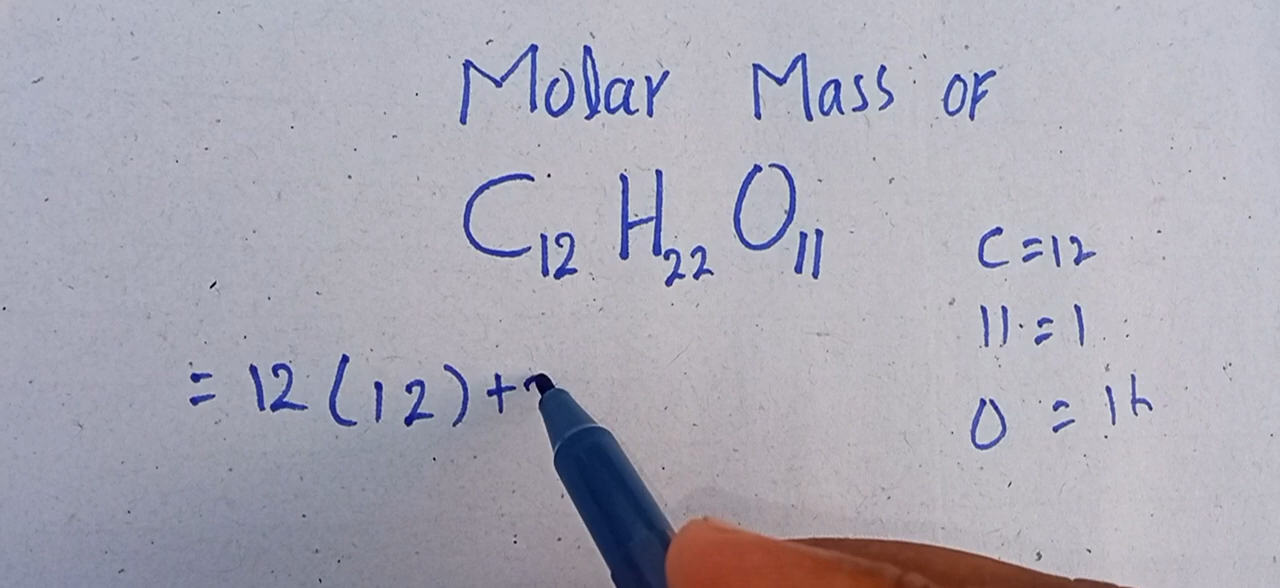 Molar Mass OF
C₁₂ H₂₂ O₁₁
C = 12
H = 1
O = 16
= 12 (12) +